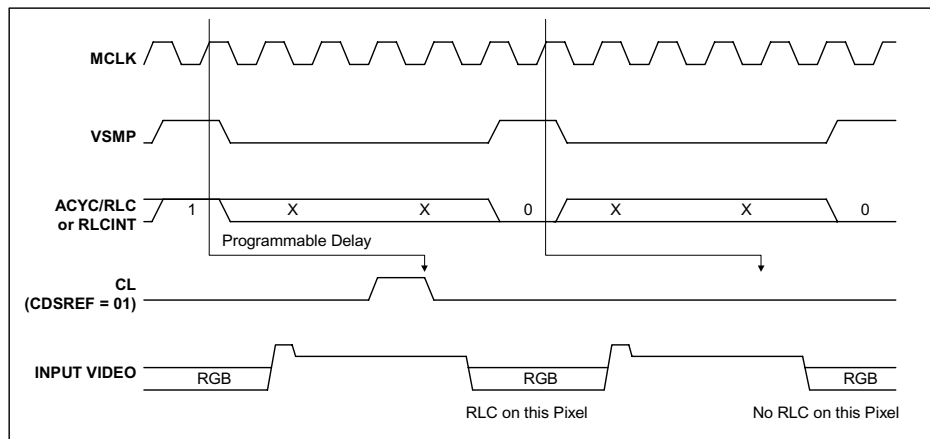 MCLK
VSMP
ACYC/RLC
or RLCINT
1 X X 0 X X 0
Programmable Delay
CL
(CDSREF = 01)
INPUT VIDEO
RGB RGB RGB
RLC on this Pixel No RLC on this Pixel